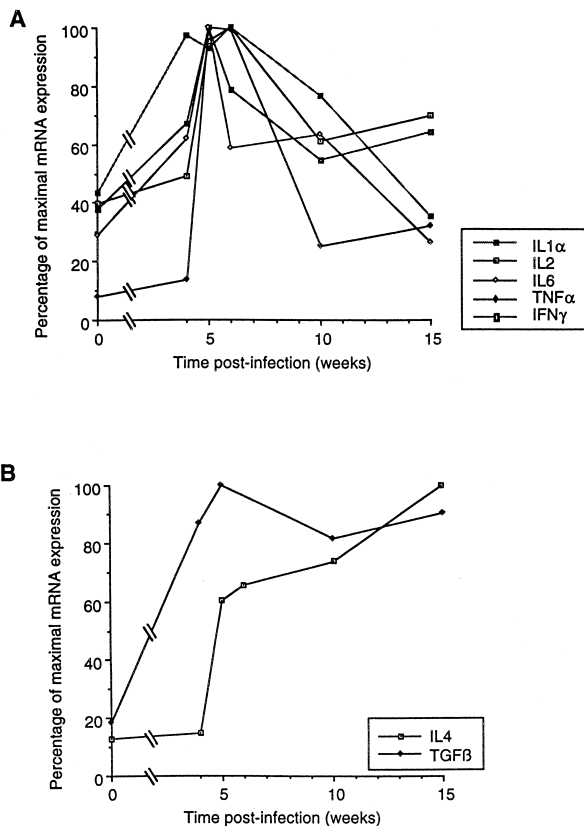 A
Percentage of maximal mRNA expression
100
80
60
40
20
0
0
5
10
15
Time post-infection (weeks)
IL1α
IL2
IL6
TNFα
IFNγ
B
Percentage of maximal mRNA expression
100
80
60
40
20
0
0
5
10
15
Time post-infection (weeks)
IL4
TGFß